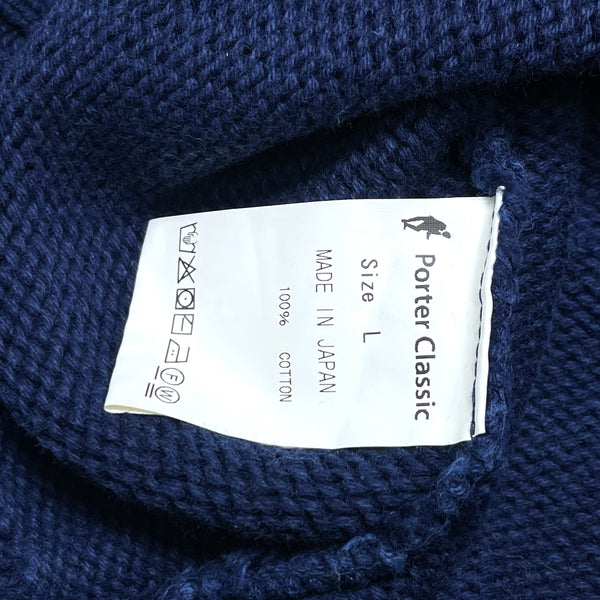 Porter Classic
Size L
MADE IN JAPAN
100% COTTON
F W